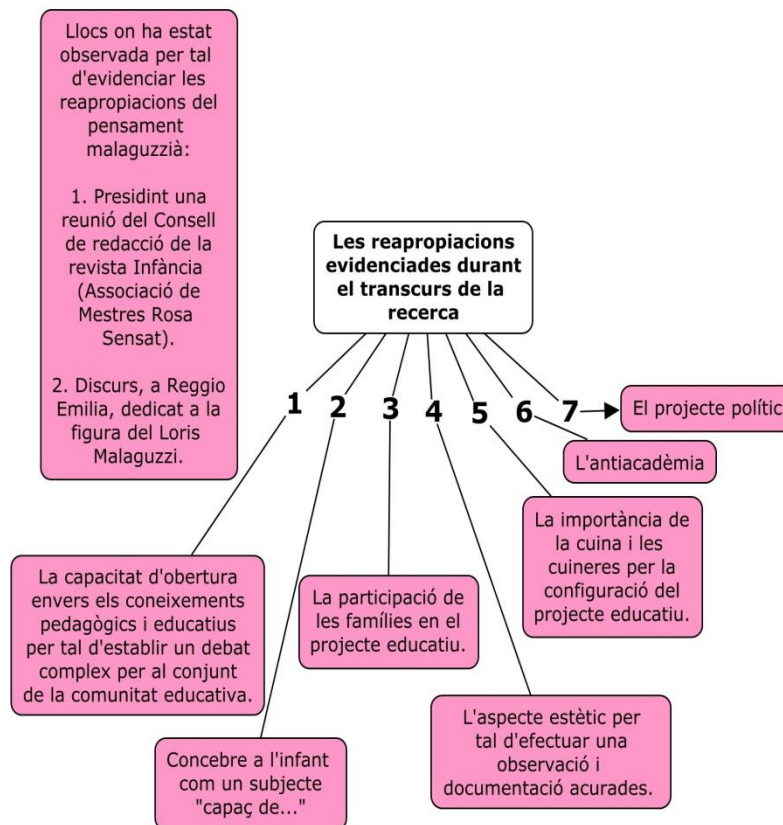 Llocs on ha estat
observada per tal
d'evidenciar les
reapropiacions del
pensament
malaguzzià:
1. Presidint una
reunió del Consell
de redacció de la
revista Infància
(Associació de
Mestres Rosa
Sensat).
2. Discurs, a Reggio
Emilia, dedicat a la
figura del Loris
Malaguzzi.
Les reapropiacions
evidenciades durant
el transcurs de la
recerca
1
2
3
4
5
6
7
El projecte polític
L'antiacadèmia
La importància de
la cuina i les
cuineres per la
configuració del
projecte educatiu.
La capacitat d'obertura
envers els coneixements
pedagògics i educatius
per tal d'establir un debat
complex per al conjunt
de la comunitat educativa.
La participació de
les famílies en el
projecte educatiu.
L'aspecte estètic per
tal d'efectuar una
observació i
documentació acurades.
Concebre a l'infant
com un subjecte
"capaç de..."